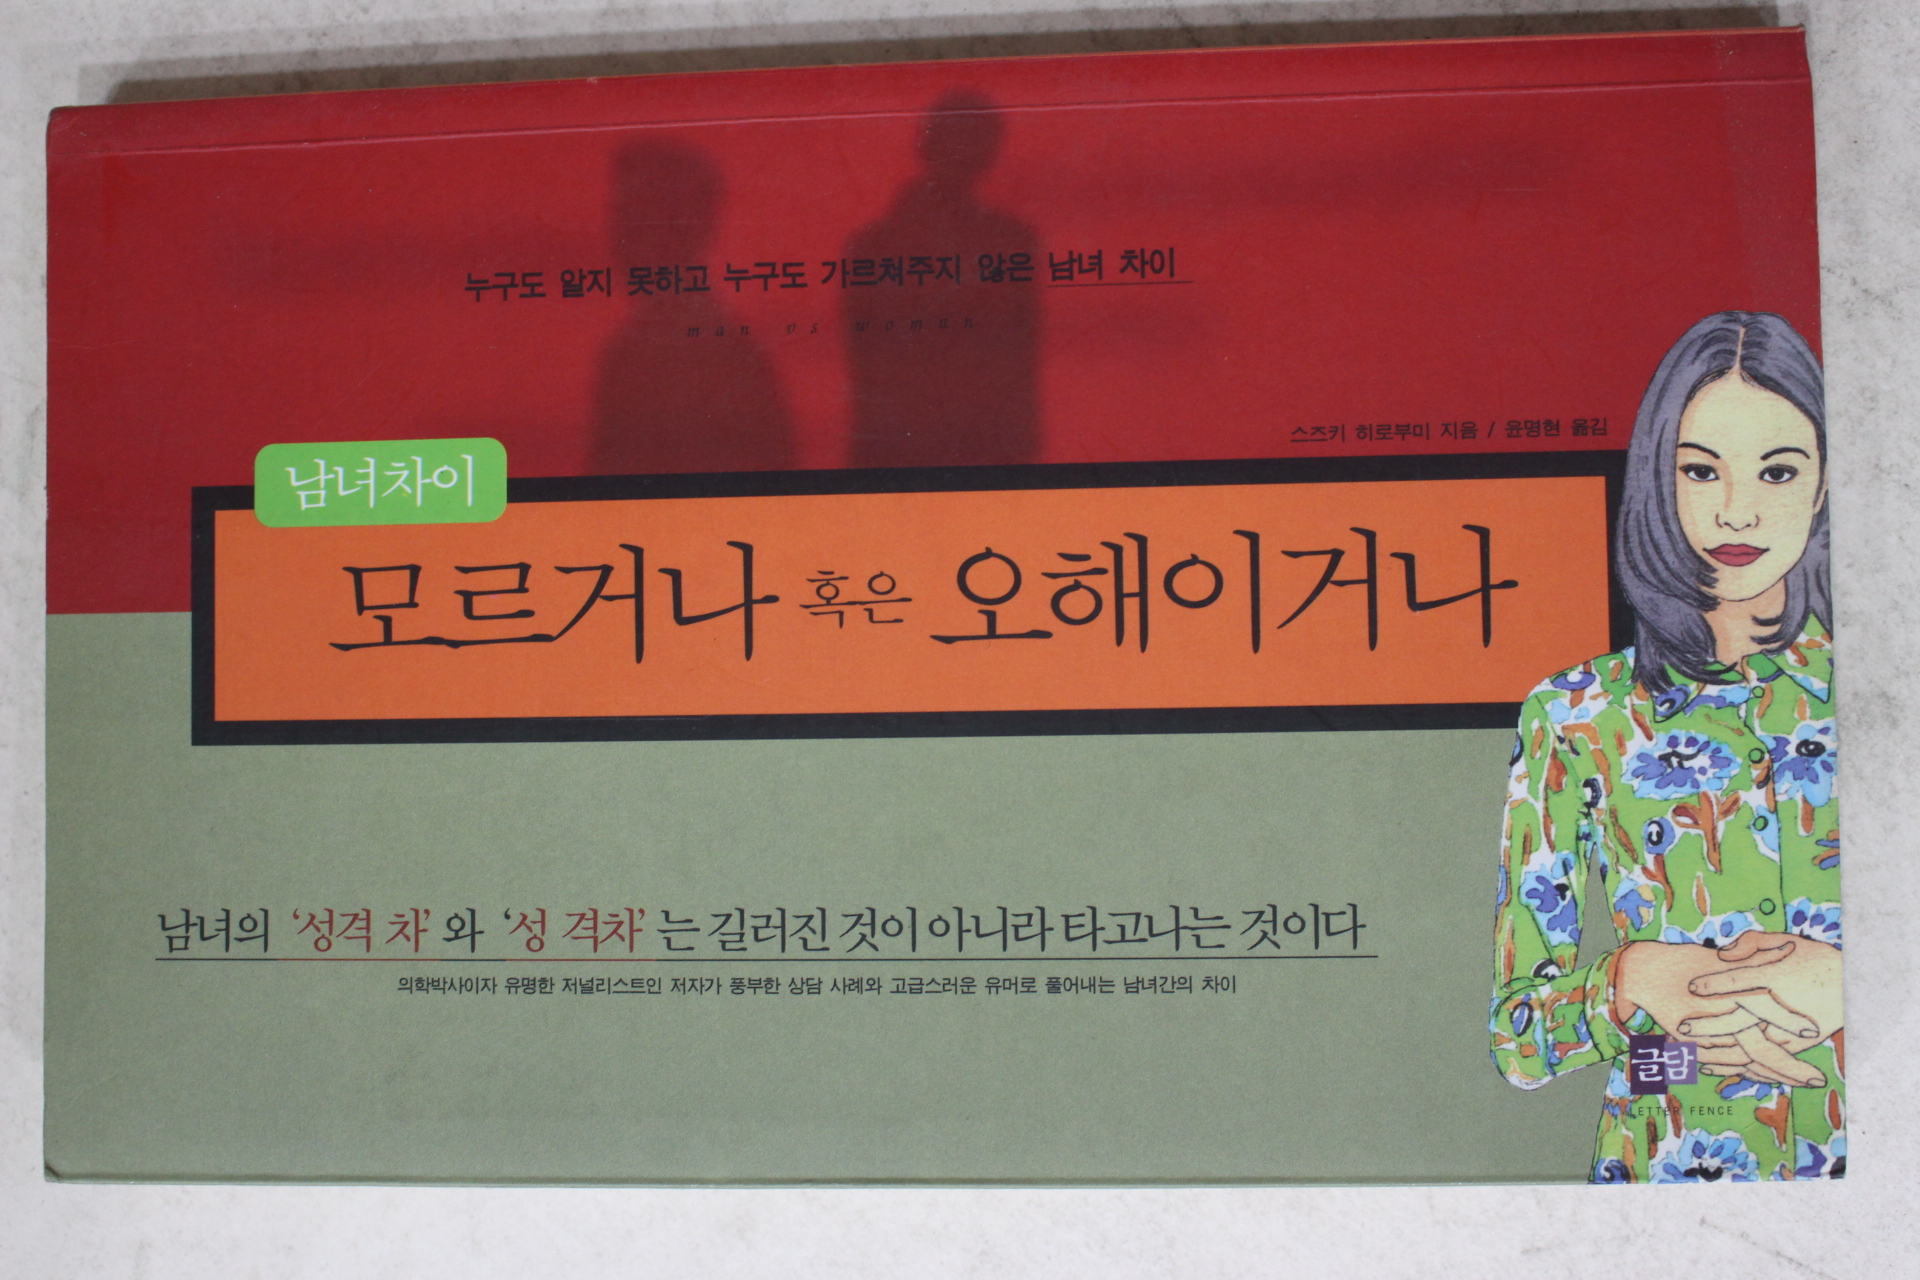 누구도 알지 못하고 누구도 가르쳐주지 않은 남녀 차이
man vs woman
스즈키 히로부미 지음 / 윤명현 옮김
남녀차이
모르거나 혹은 오해이거나
남녀의 ‘성격 차’와 ‘성 격차’는 길러진 것이 아니라 타고나는 것이다
의학박사이자 유명한 저널리스트인 저자가 풍부한 상담 사례와 고급스러운 유머로 풀어내는 남녀간의 차이
글담
LETTER FENCE